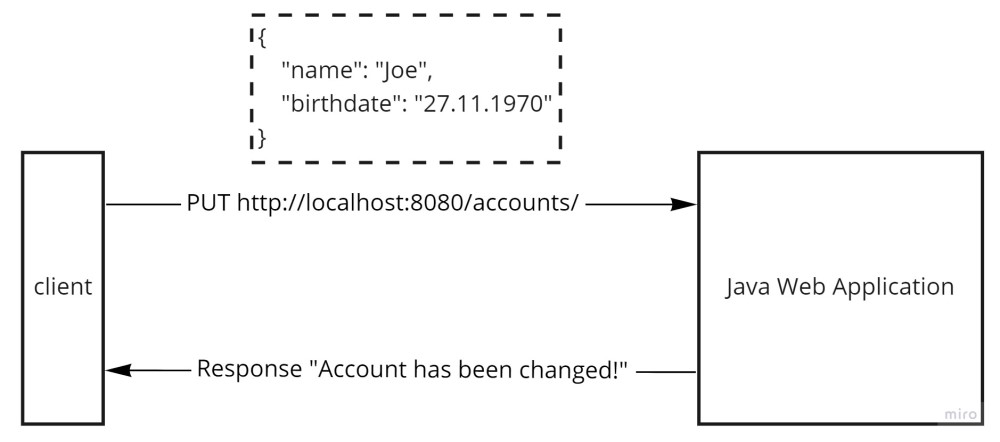 {
"name": "Joe",
"birthdate": "27.11.1970"
}
PUT http://localhost:8080/accounts/
client
Java Web Application
Response "Account has been changed!"
miro